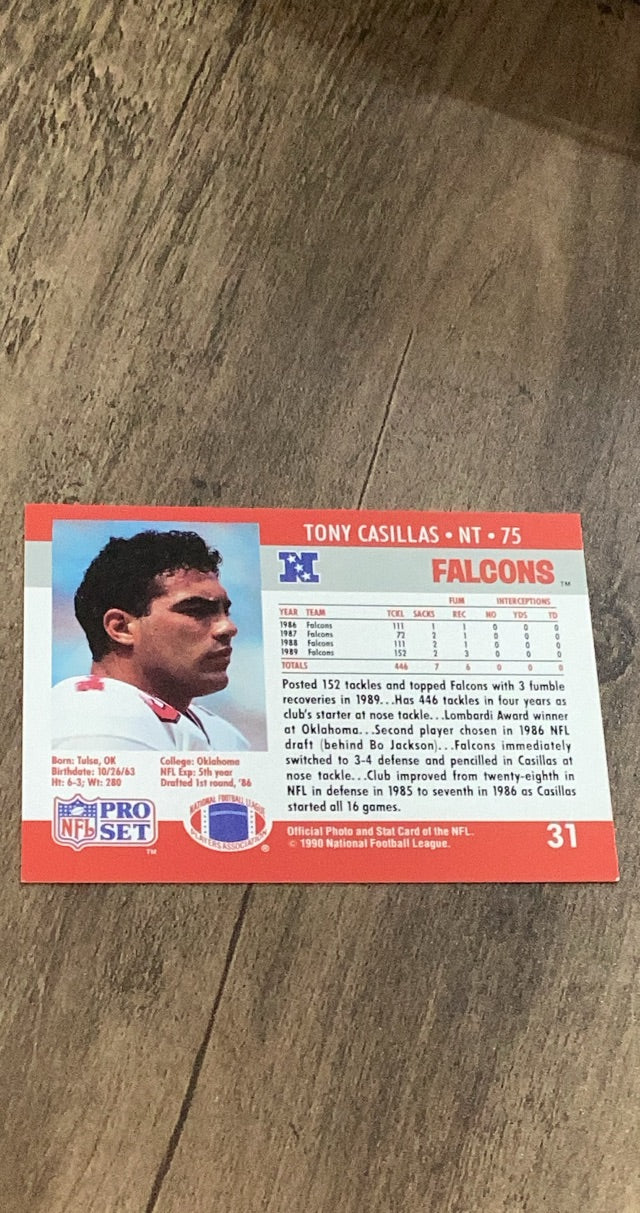 TONY CASILLAS • NT • 75
N
FALCONS™
FUM INTERCEPTIONS
YEAR TEAM TCKL SACKS REC NO YDS TD
1986 Falcons 111 1 1 0 0 0
1987 Falcons 72 2 1 0 0 0
1988 Falcons 111 2 1 0 0 0
1989 Falcons 152 2 3 0 0 0
TOTALS 446 7 6 0 0 0
Posted 152 tackles and topped Falcons with 3 fumble
recoveries in 1989...Has 446 tackles in four years as
club's starter at nose tackle...Lombardi Award winner
at Oklahoma...Second player chosen in 1986 NFL
draft (behind Bo Jackson)...Falcons immediately
switched to 3-4 defense and pencilled in Casillas at
nose tackle...Club improved from twenty-eighth in
NFL in defense in 1985 to seventh in 1986 as Casillas
started all 16 games.
Born: Tulsa, OK
Birthdate: 10/26/63
Ht: 6-3; Wt: 280
College: Oklahoma
NFL Exp: 5th year
Drafted 1st round, '86
NFL PRO SET™
NATIONAL FOOTBALL LEAGUE
PLAYERS ASSOCIATION®
Official Photo and Stat Card of the NFL.
© 1990 National Football League.
31